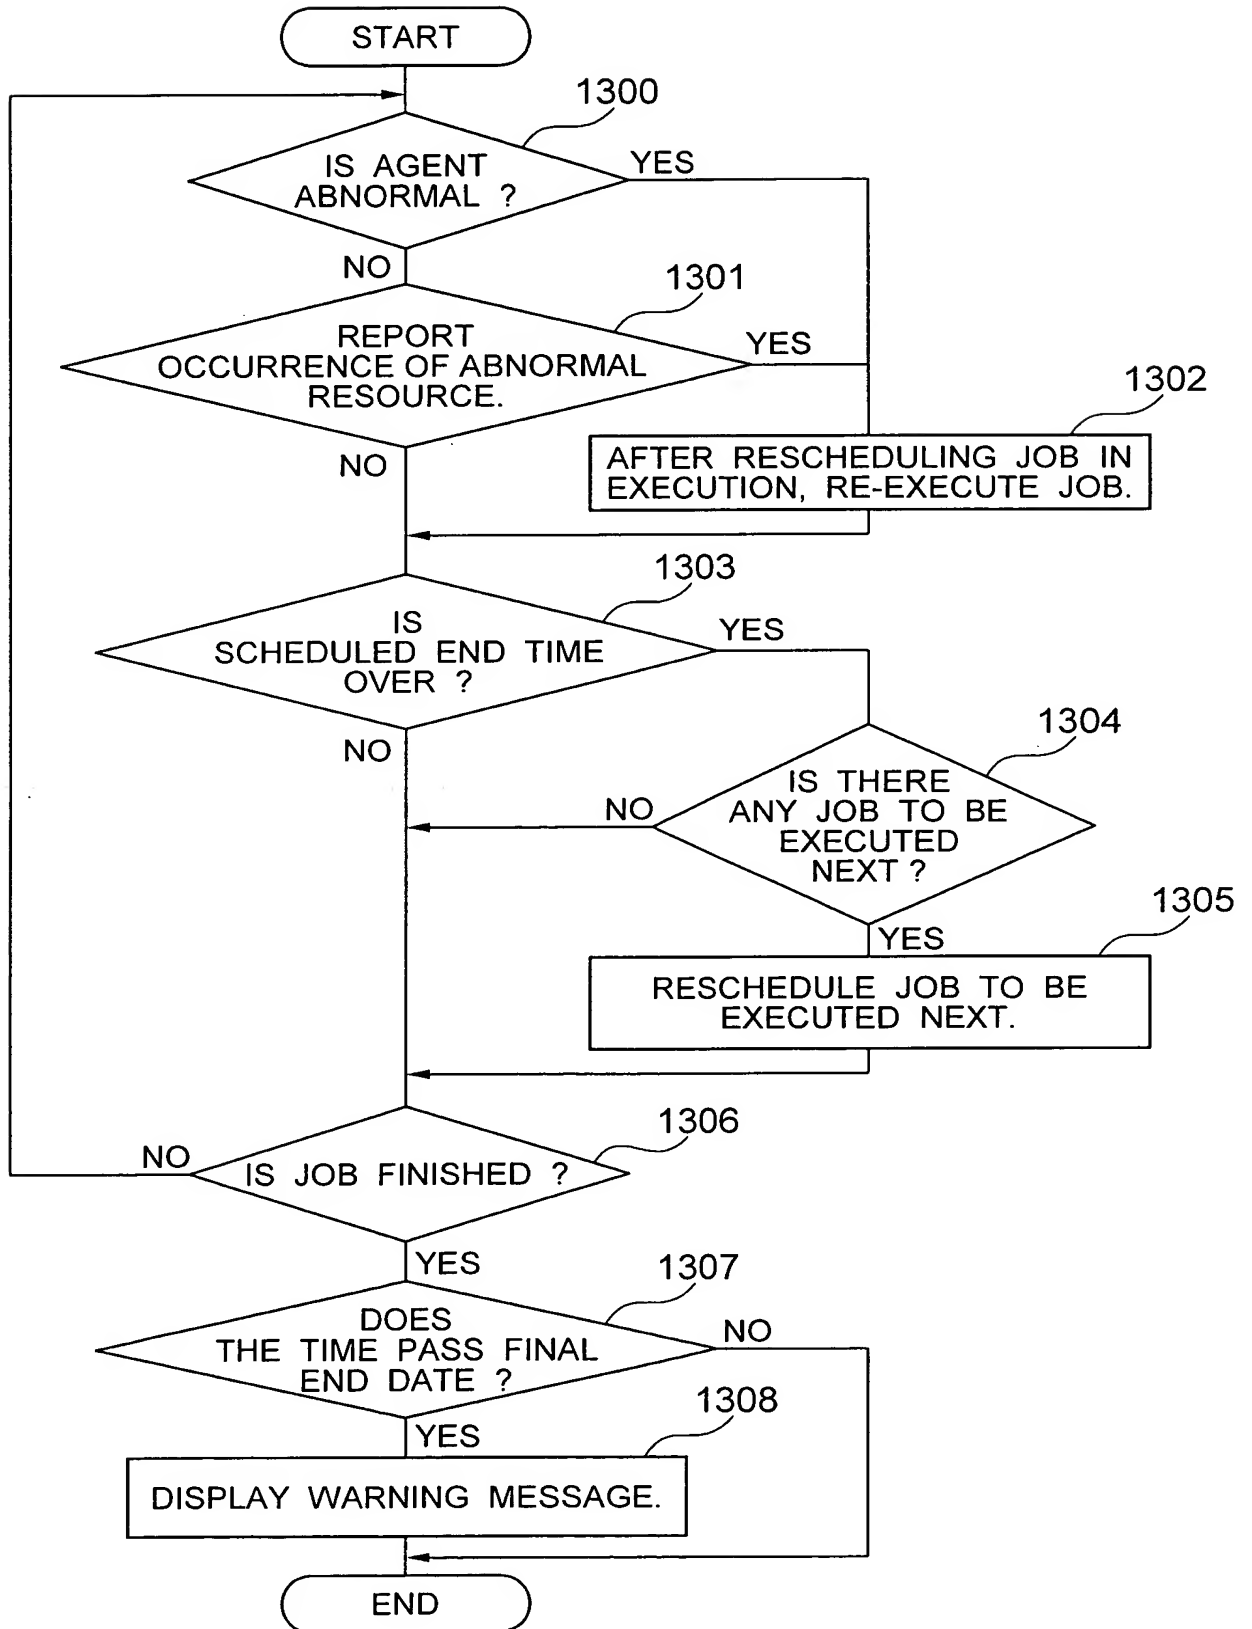 START
1300
IS AGENT
ABNORMAL ?
YES
NO
1301
REPORT
OCCURRENCE OF ABNORMAL
RESOURCE.
YES
NO
1302
AFTER RESCHEDULING JOB IN
EXECUTION, RE-EXECUTE JOB.
1303
IS
SCHEDULED END TIME
OVER ?
YES
NO
1304
IS THERE
ANY JOB TO BE
EXECUTED
NEXT ?
NO
YES
1305
RESCHEDULE JOB TO BE
EXECUTED NEXT.
1306
IS JOB FINISHED ?
NO
YES
1307
DOES
THE TIME PASS FINAL
END DATE ?
NO
YES
1308
DISPLAY WARNING MESSAGE.
END